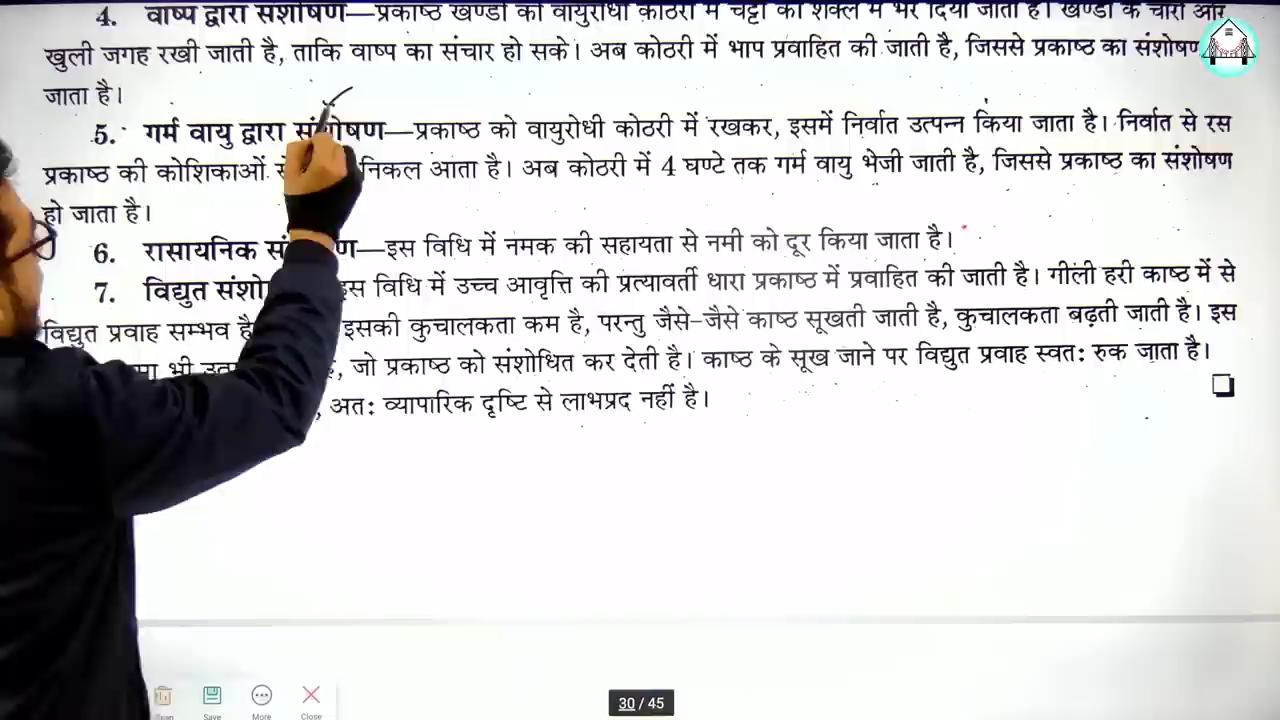 4. वाष्प द्वारा संशोषण—प्रकाष्ठ खण्डों को वायुरोधी कोठरी में चट्टों की शक्ल में भर दिया जाता है। खण्डों के चारों ओर
खुली जगह रखी जाती है, ताकि वाष्प का संचार हो सके। अब कोठरी में भाप प्रवाहित की जाती है, जिससे प्रकाष्ठ का
जाता है।
5. गर्म वायु द्वारा संशोषण—प्रकाष्ठ को वायुरोधी कोठरी में रखकर, इसमें निर्वात उत्पन्न किया जाता है। निर्वात से रस
प्रकाष्ठ की कोशिकाओं निकल आता है। अब कोठरी में 4 घण्टे तक गर्म वायु भेजी जाती है, जिससे प्रकाष्ठ का संशोषण
हो जाता है।
6. रासायनिक —इस विधि में नमक की सहायता से नमी को दूर किया जाता है।
7. विद्युत विधि में उच्च आवृत्ति की प्रत्यावर्ती धारा प्रकाष्ठ में प्रवाहित की जाती है। गीली हरी काष्ठ में से
विद्युत प्रवाह सम्भव है इसकी कुचालकता कम है, परन्तु जैसे-जैसे काष्ठ सूखती जाती है, कुचालकता बढ़ती जाती है। इस
भी , जो प्रकाष्ठ को संशोधित कर देती है। काष्ठ के सूख जाने पर विद्युत प्रवाह स्वत: रुक जाता है।
, अत: व्यापारिक दृष्टि से लाभप्रद नहीं है।
Save More Close
30 / 45